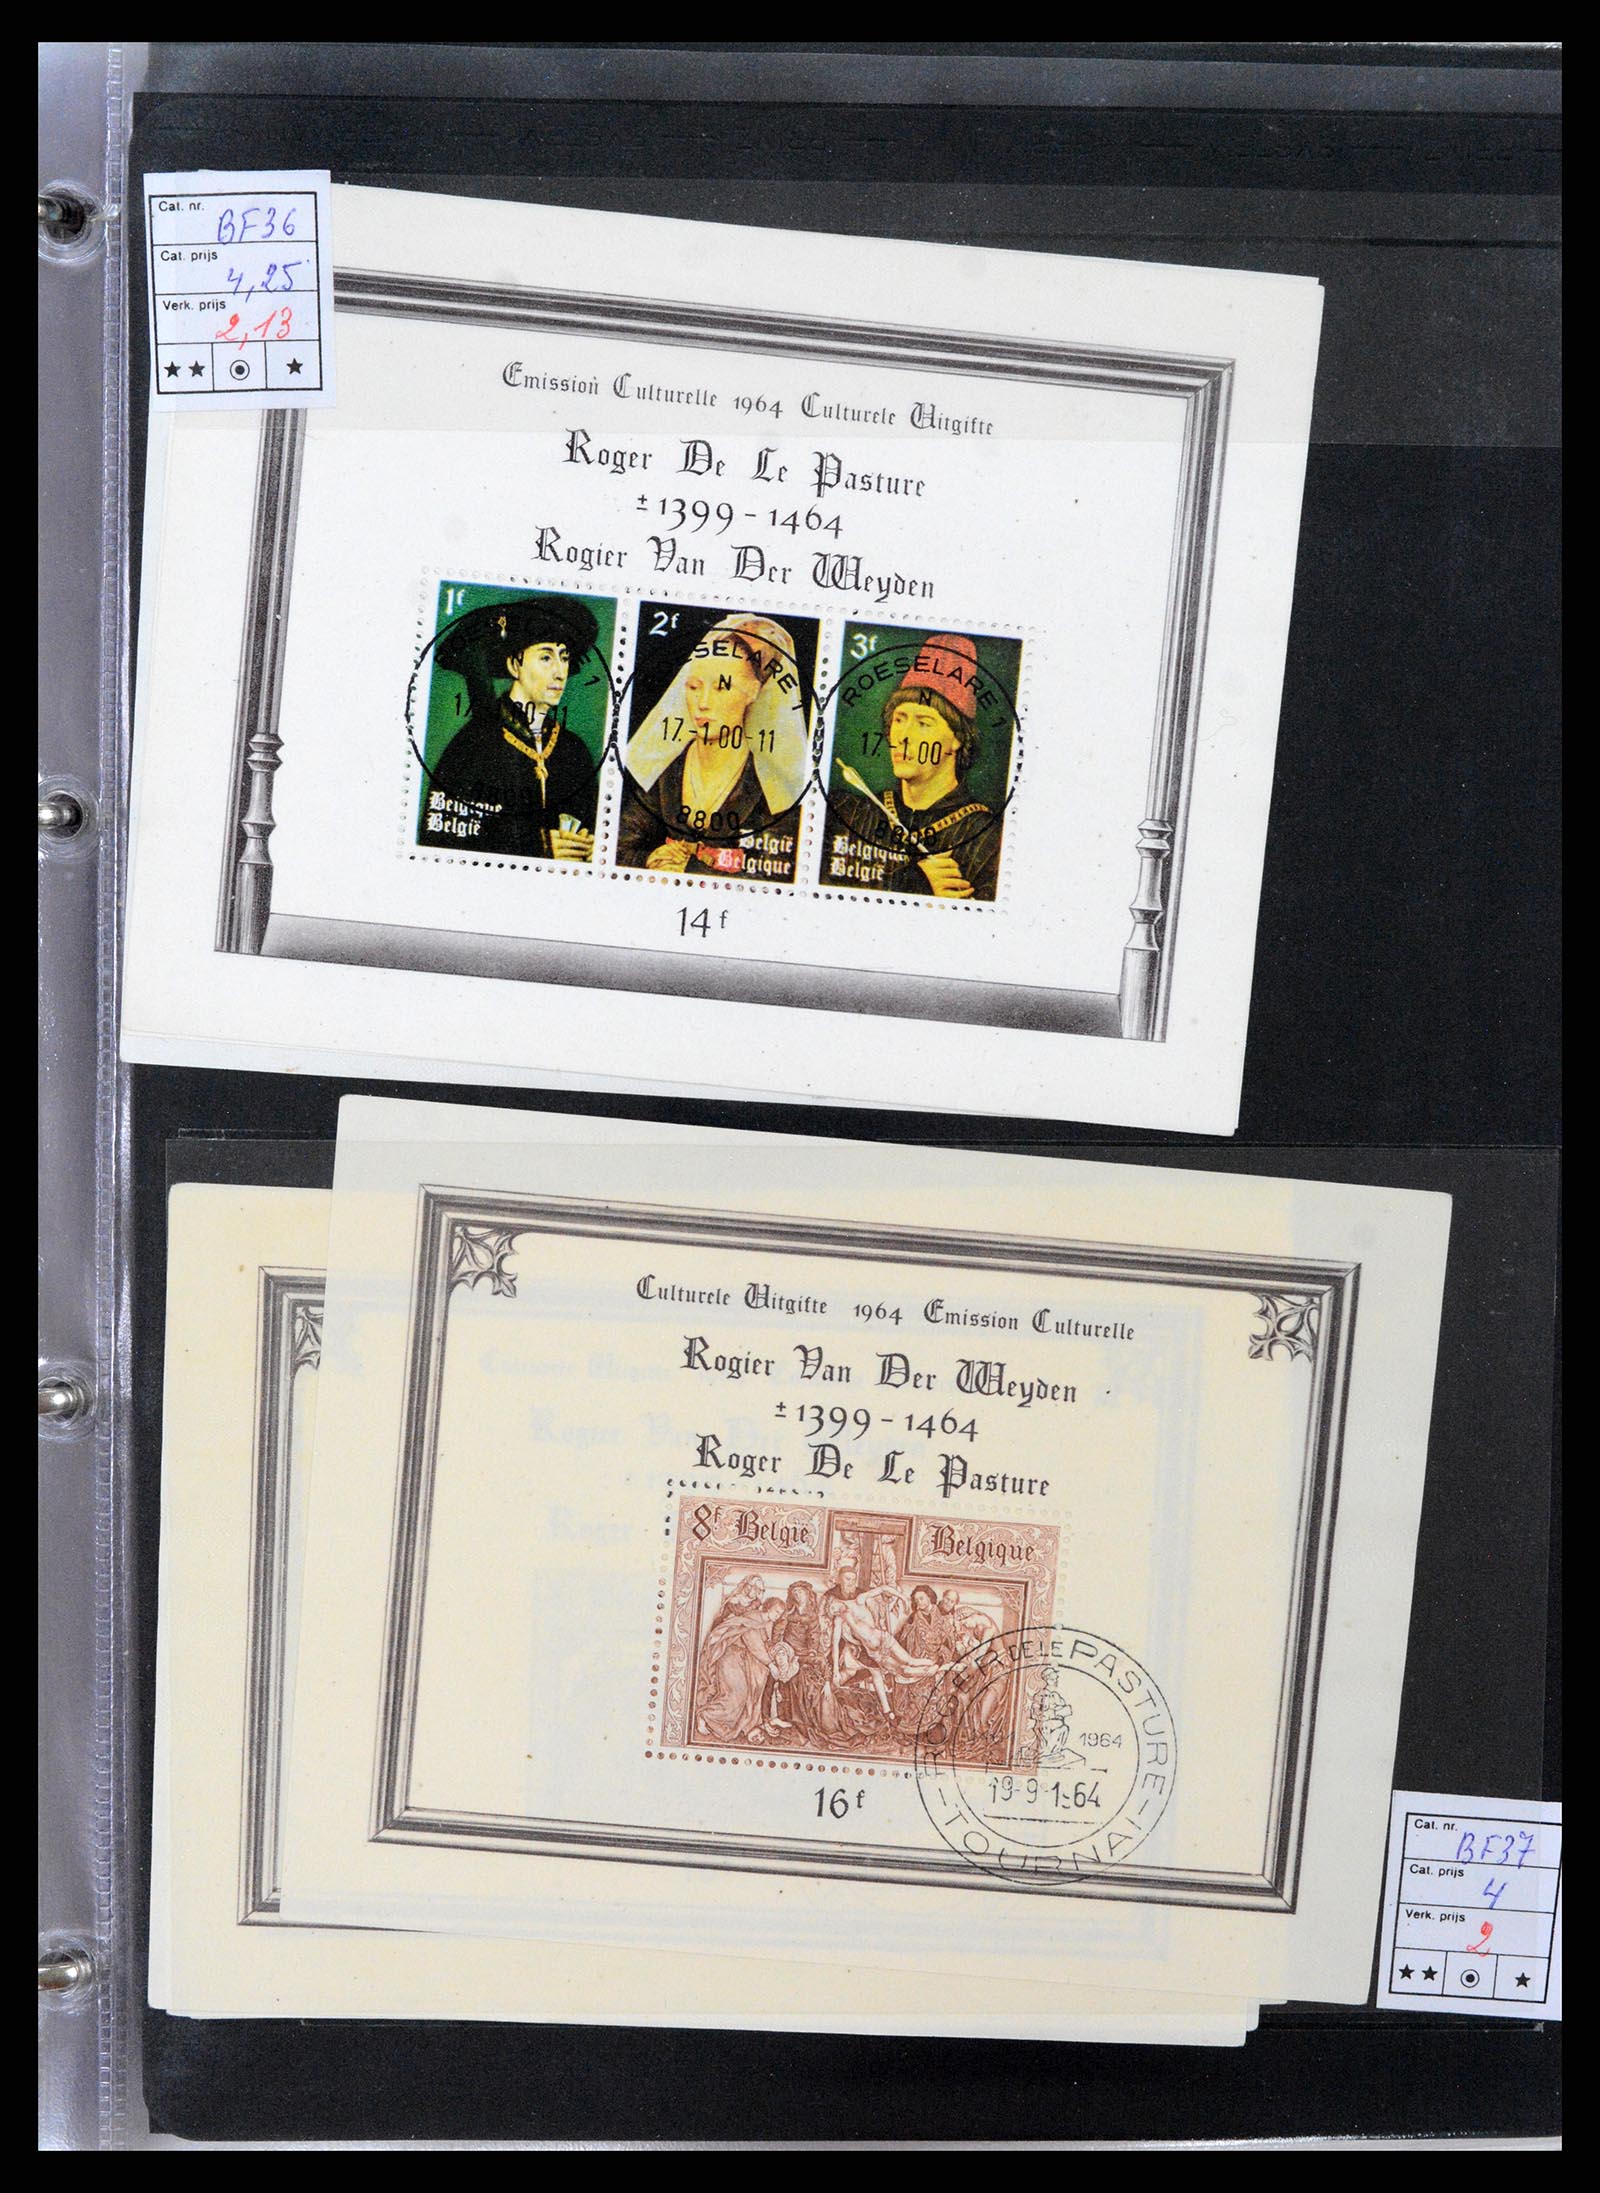 Cat. nr.
BF36
Cat. prijs
4,25
Verk. prijs
2,13
Emission Culturelle 1964 Culturele Uitgifte
Roger De Le Pasture
± 1399 - 1464
Rogier Van Der Weyden
1f
Belgique
België
2f
ROESELARE 1
N
17.-1.00-11
8800
België
Belgique
3f
ROESELARE 1
N
17.-1.00-
8800
Belgique
België
14f
Culturele Uitgifte 1964 Emission Culturelle
Rogier Van Der Weyden
± 1399 - 1464
Roger De Le Pasture
8f België Belgique
ROGER DE LE PASTURE
1964
19-9-1964
-TOURNAI-
16f
Cat. nr.
BF37
Cat. prijs
4
Verk. prijs
2